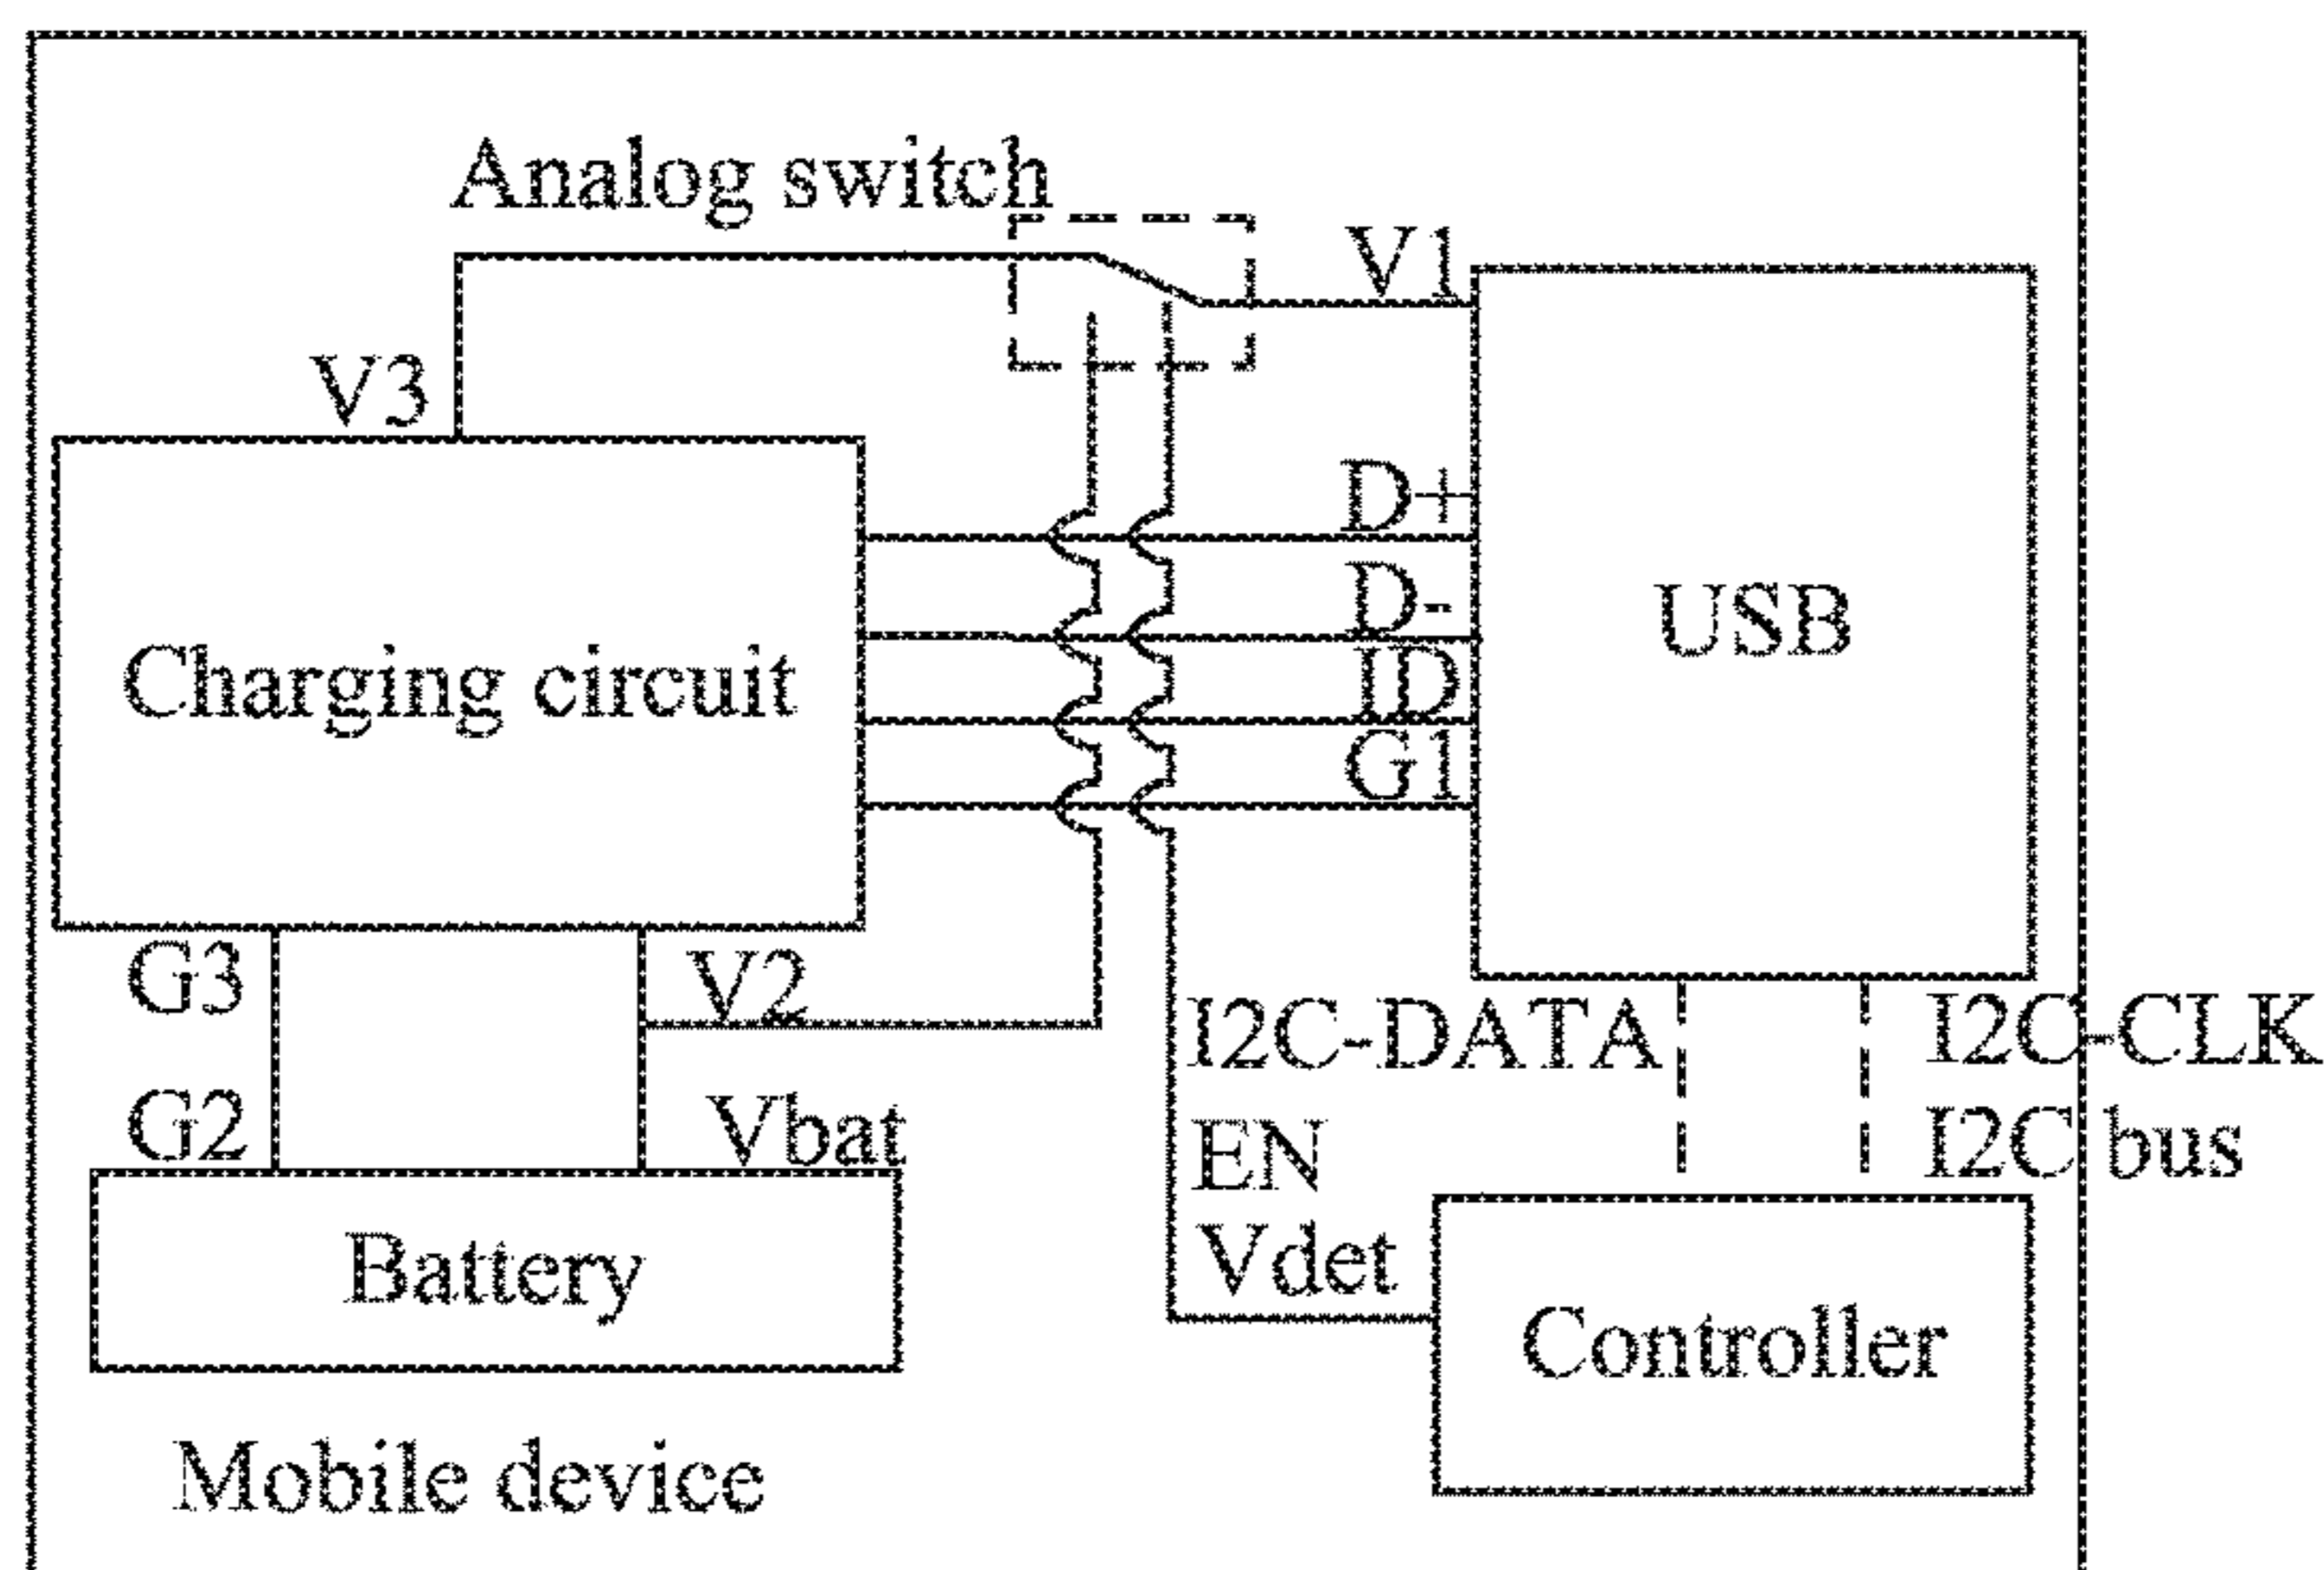 Analog switch
V1
V3
D+
D-
USB
Charging circuit
ID
G1
G3
V2
I2C-DATA
I2C-CLK
G2
Vbat
EN
I2C bus
Vdet
Battery
Controller
Mobile device